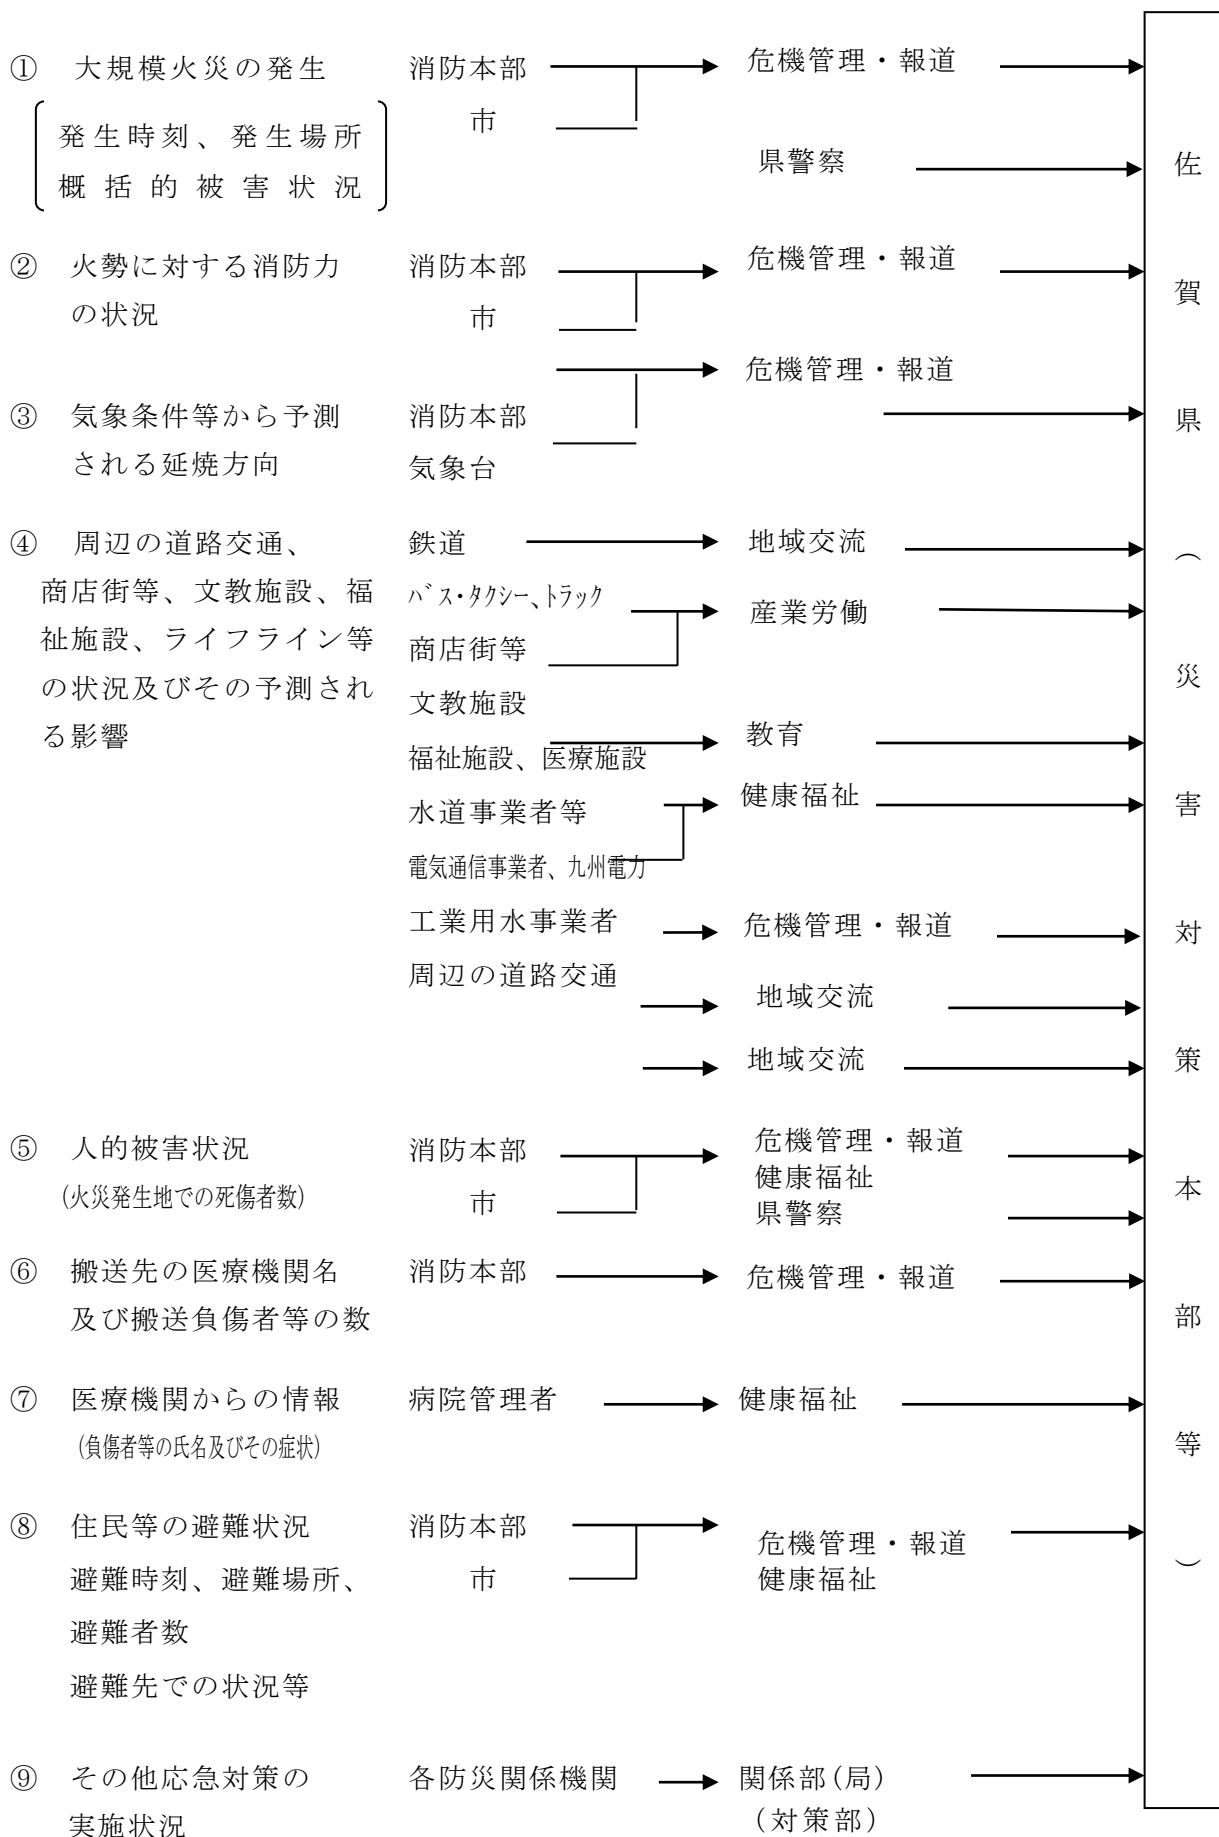 ① 大規模火災の発生 消防本部 危機管理・報道
発生時刻、発生場所 市
概括的被害状況 県警察
② 火勢に対する消防力 消防本部 危機管理・報道
の状況 市
危機管理・報道
③ 気象条件等から予測 消防本部
される延焼方向 気象台
④ 周辺の道路交通、 鉄道 地域交流
商店街等、文教施設、福 バス・タクシー、トラック 産業労働
祉施設、ライフライン等 商店街等
の状況及びその予測され 文教施設
る影響 教育
福祉施設、医療施設
水道事業者等 健康福祉
電気通信事業者、九州電力
工業用水事業者 危機管理・報道
周辺の道路交通 地域交流
地域交流
⑤ 人的被害状況 消防本部 危機管理・報道
健康福祉
(火災発生地での死傷者数) 市 県警察
⑥ 搬送先の医療機関名 消防本部 危機管理・報道
及び搬送負傷者等の数
⑦ 医療機関からの情報 病院管理者 健康福祉
(負傷者等の氏名及びその症状)
⑧ 住民等の避難状況 消防本部 危機管理・報道
避難時刻、避難場所、 市 健康福祉
避難者数
避難先での状況等
⑨ その他応急対策の 各防災関係機関 関係部(局)
実施状況 (対策部)
佐賀県（災害対策本部等）